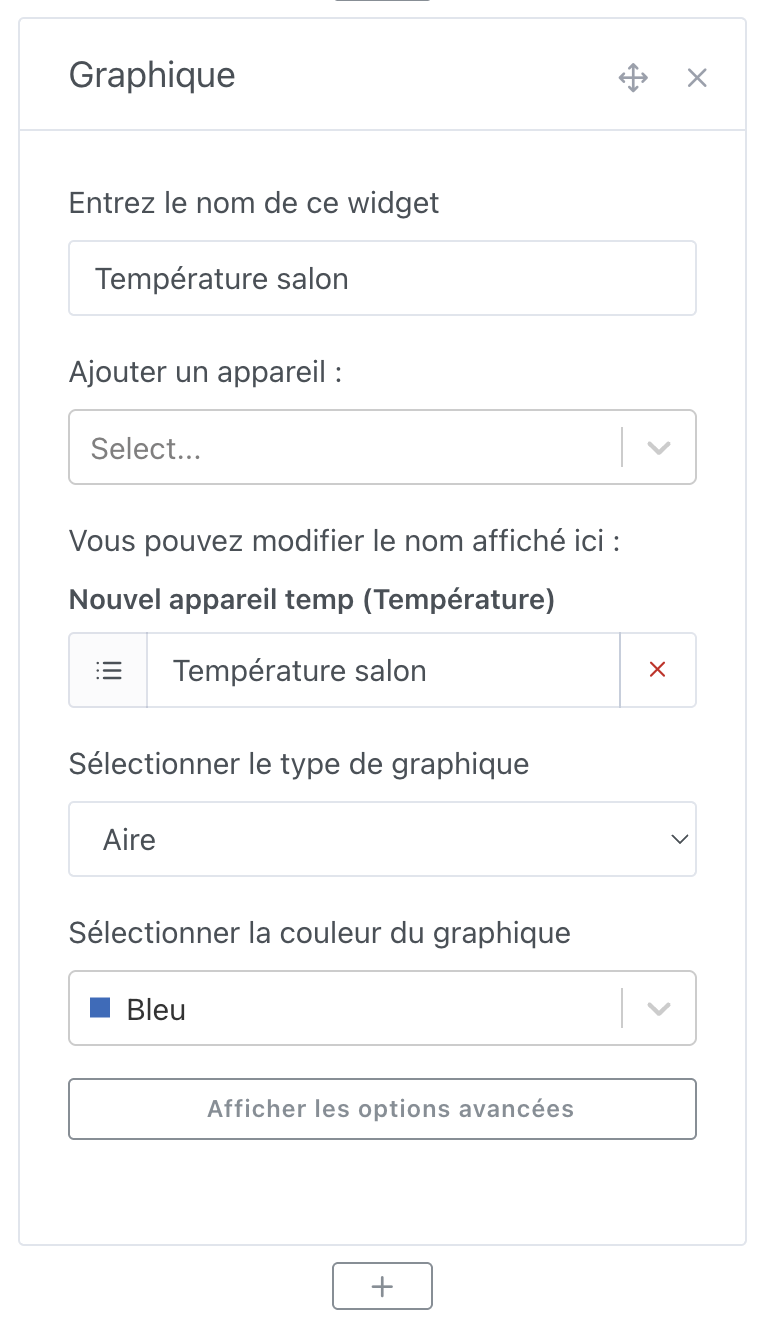 Graphique
Entrez le nom de ce widget
Température salon
Ajouter un appareil :
Select...
Vous pouvez modifier le nom affiché ici :
Nouvel appareil temp (Température)
Température salon
Sélectionner le type de graphique
Aire
Sélectionner la couleur du graphique
Bleu
Afficher les options avancées